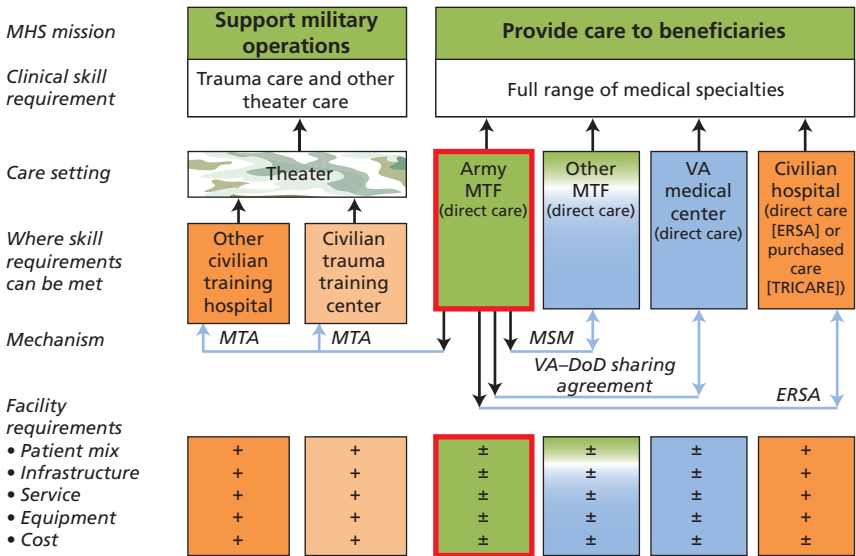 MHS mission
Support military
operations
Provide care to beneficiaries
Clinical skill
requirement
Trauma care and other
theater care
Full range of medical specialties
Care setting
Theater
Army
MTF
(direct care)
Other
MTF
(direct care)
VA
medical
center
(direct care)
Civilian
hospital
(direct care
[ERSA] or
purchased
care
[TRICARE])
Where skill
requirements
can be met
Other
civilian
training
hospital
Civilian
trauma
training
center
Mechanism
MTA
MTA
MSM
VA–DoD sharing
agreement
ERSA
Facility
requirements
• Patient mix + + ± ± ± +
• Infrastructure + + ± ± ± +
• Service + + ± ± ± +
• Equipment + + ± ± ± +
• Cost + + ± ± ± ±